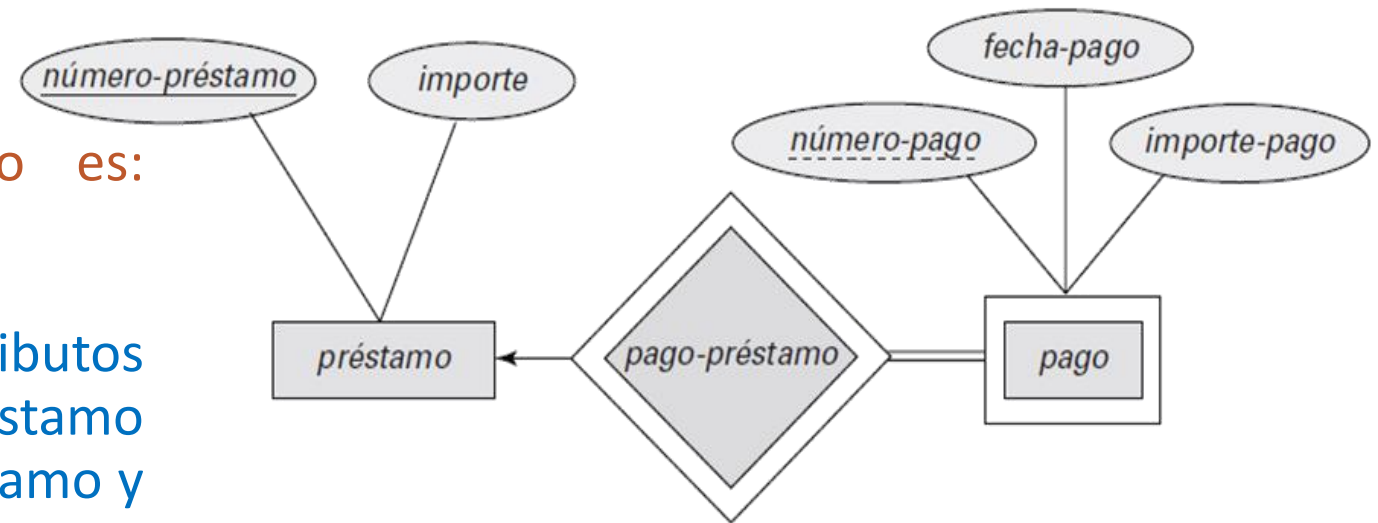 fecha-pago
número-préstamo importe
número-pago importe-pago
o es:
ibutos
préstamo pago-préstamo pago
stamo
amo y